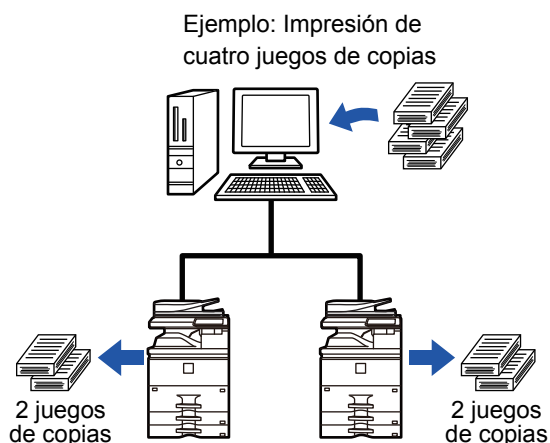 Ejemplo: Impresión de
cuatro juegos de copias
2 juegos
de copias
2 juegos
de copias